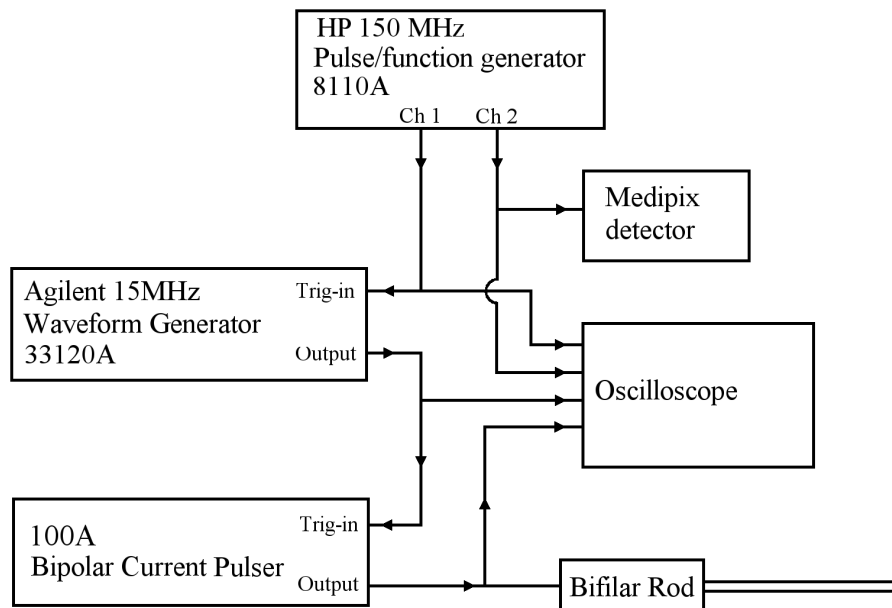 HP 150 MHz
Pulse/function generator
8110A
Ch 1 Ch 2
Medipix
detector
Agilent 15MHz
Waveform Generator
33120A
Trig-in
Output
Oscilloscope
100A
Bipolar Current Pulser
Trig-in
Output
Bifilar Rod